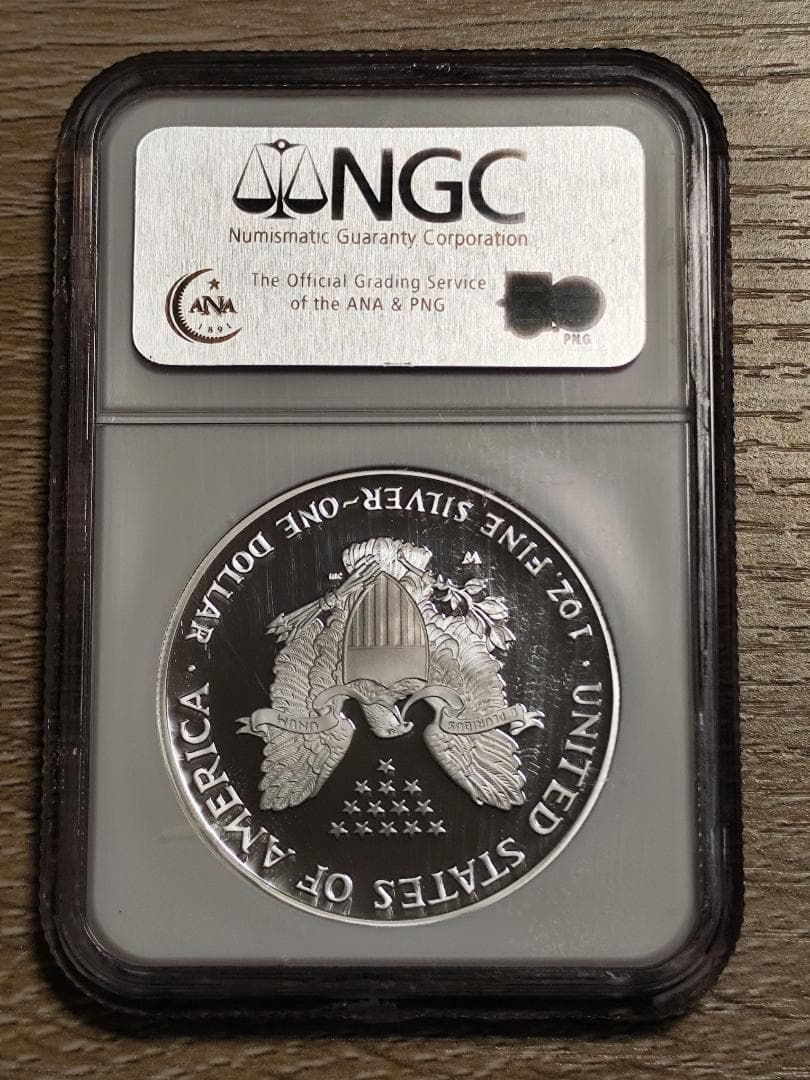 NGC
Numismatic Guaranty Corporation
The Official Grading Service
of the ANA & PNG
ANA
1891
P.N.G.
UNITED STATES OF AMERICA
1 OZ. FINE SILVER~ONE DOLLAR
E PLURIBUS
UNUM
W